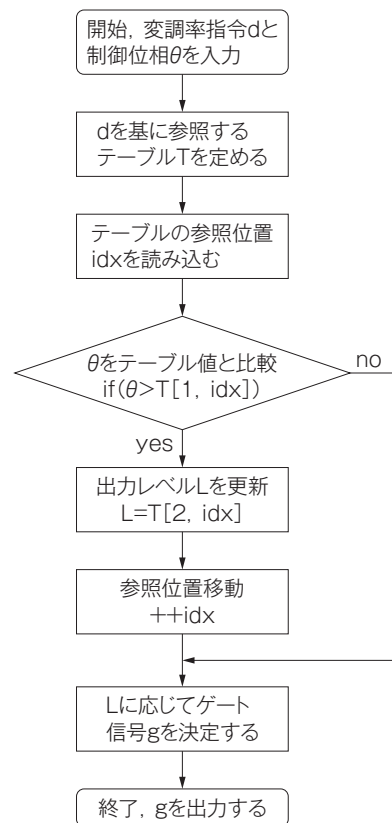 開始，変調率指令dと
制御位相θを入力
dを基に参照する
テーブルTを定める
テーブルの参照位置
idxを読み込む
θをテーブル値と比較
if(θ>T[1, idx])
no
yes
出力レベルLを更新
L=T[2, idx]
参照位置移動
++idx
Lに応じてゲート
信号gを決定する
終了，gを出力する